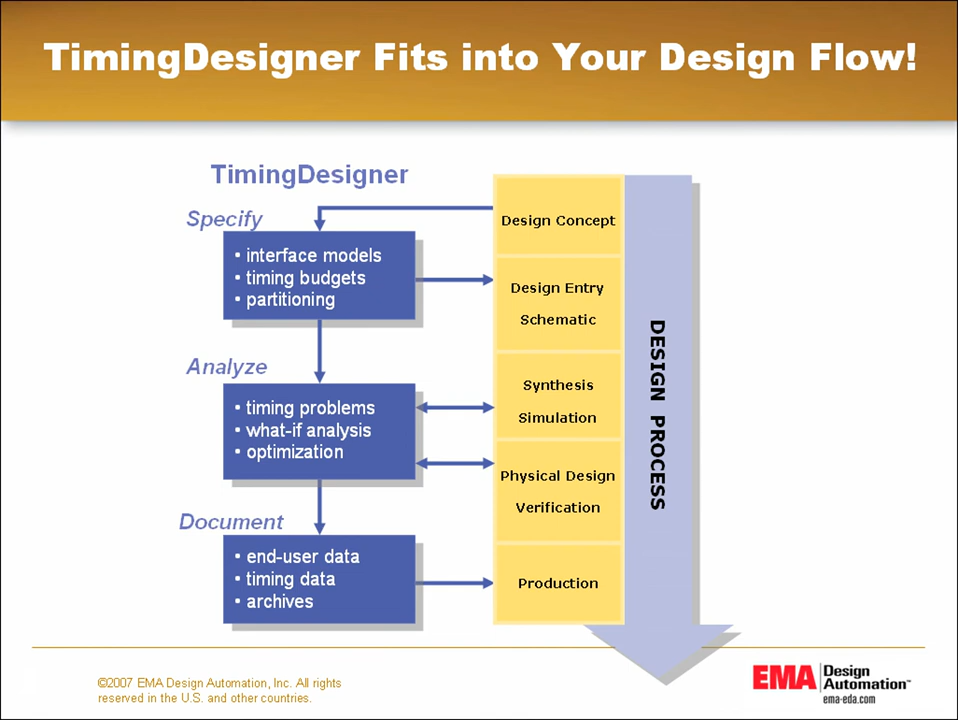 TimingDesigner Fits into Your Design Flow!
TimingDesigner
Specify
• interface models
• timing budgets
• partitioning
Analyze
• timing problems
• what-if analysis
• optimization
Document
• end-user data
• timing data
• archives
Design Concept
Design Entry
Schematic
Synthesis
Simulation
Physical Design
Verification
Production
DESIGN PROCESS
©2007 EMA Design Automation, Inc. All rights
reserved in the U.S. and other countries.
EMA Design
Automation™
ema-eda.com